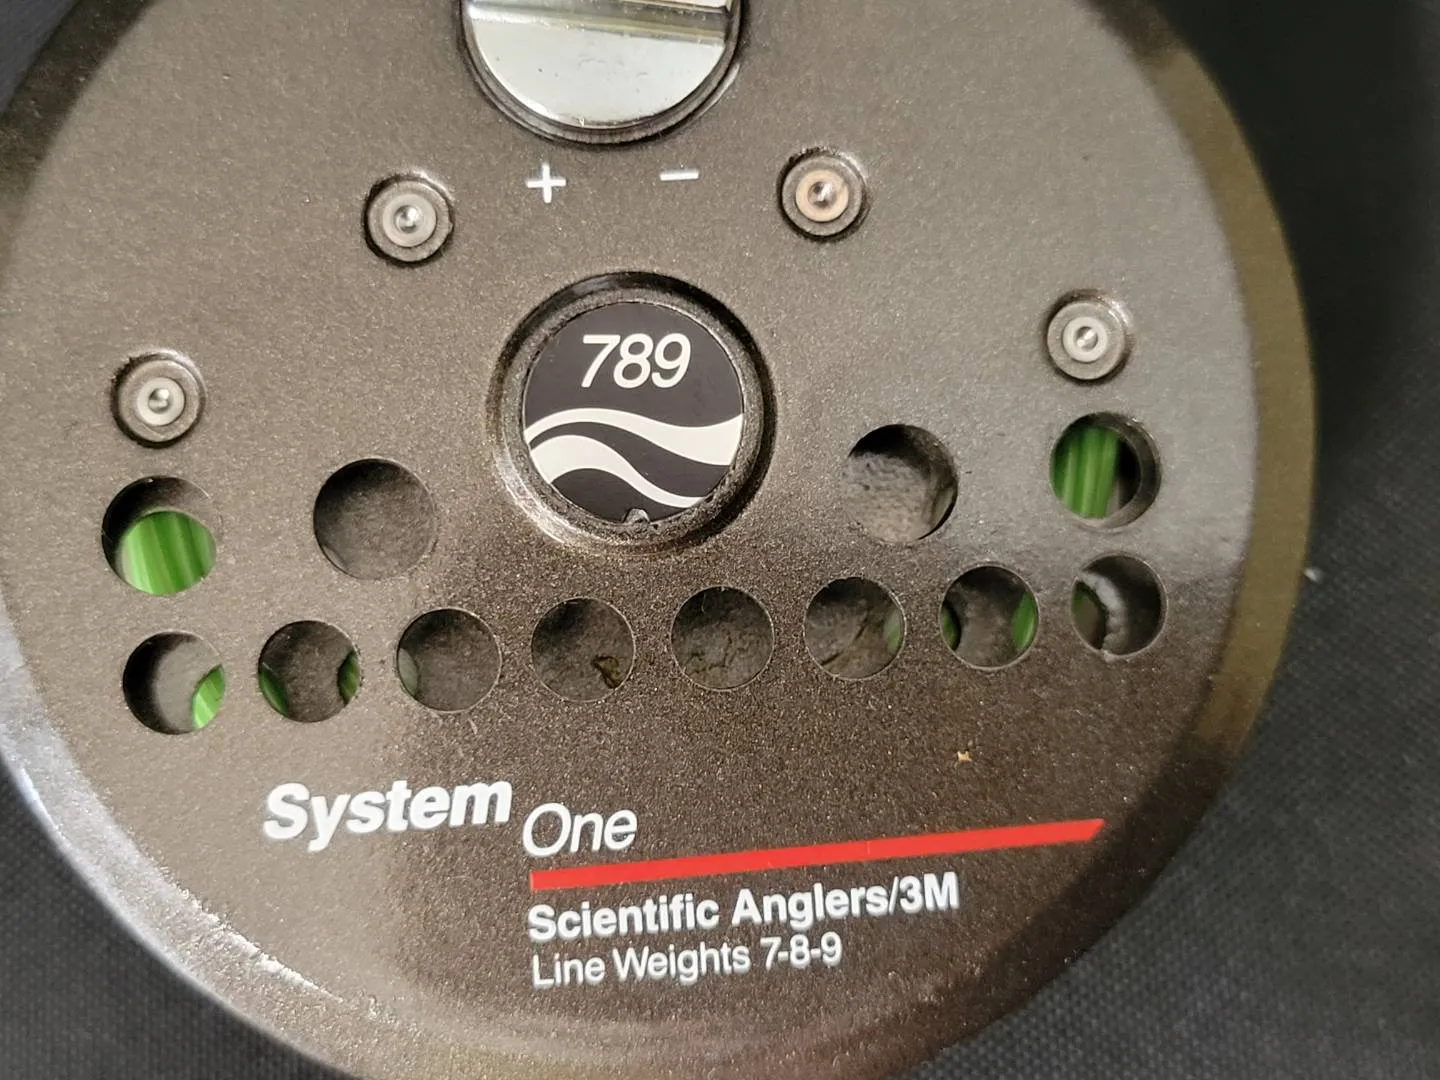 + −
789
System One
Scientific Anglers/3M
Line Weights 7-8-9